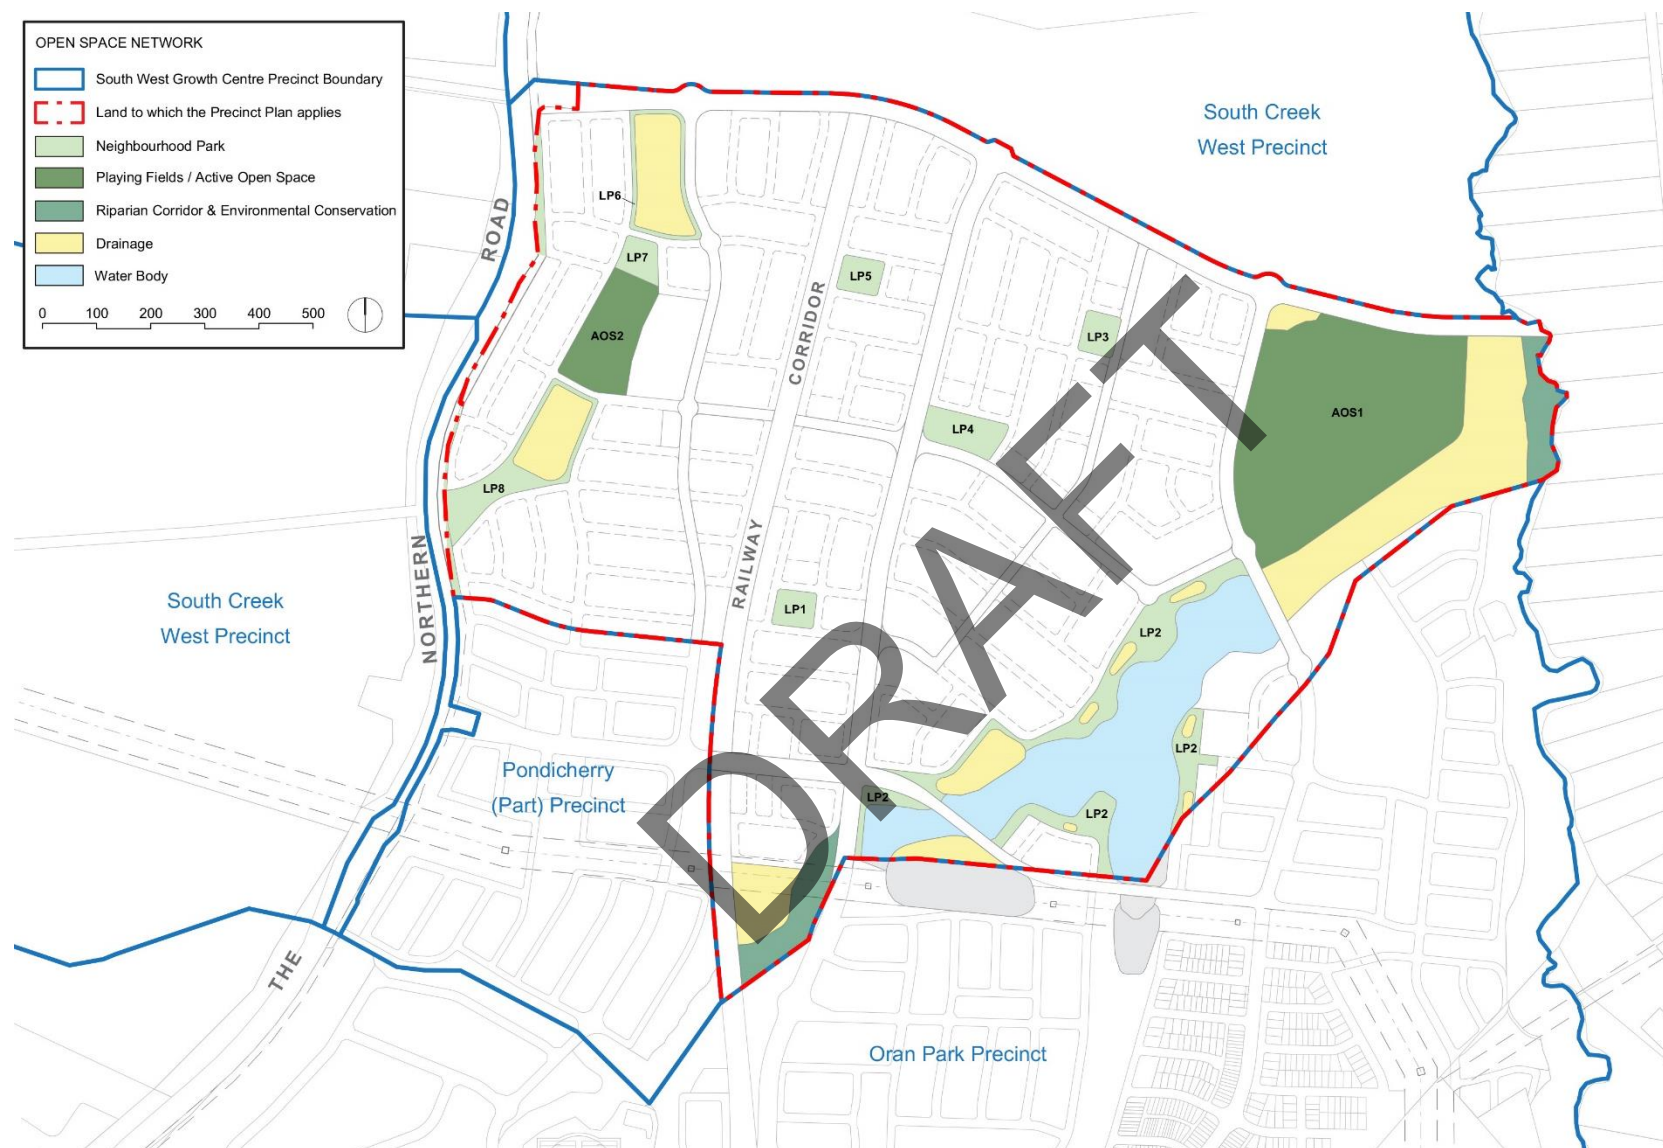 OPEN SPACE NETWORK
South West Growth Centre Precinct Boundary
Land to which the Precinct Plan applies
Neighbourhood Park
Playing Fields / Active Open Space
Riparian Corridor & Environmental Conservation
Drainage
Water Body
0 100 200 300 400 500
South Creek
West Precinct
LP6
ROAD
LP7
LP5
CORRIDOR
AOS2
LP3
AOS1
LP4
LP8
NORTHERN
RAILWAY
South Creek
West Precinct
LP1
LP2
LP2
Pondicherry
(Part) Precinct
LP2
LP2
THE
Oran Park Precinct
DRAFT